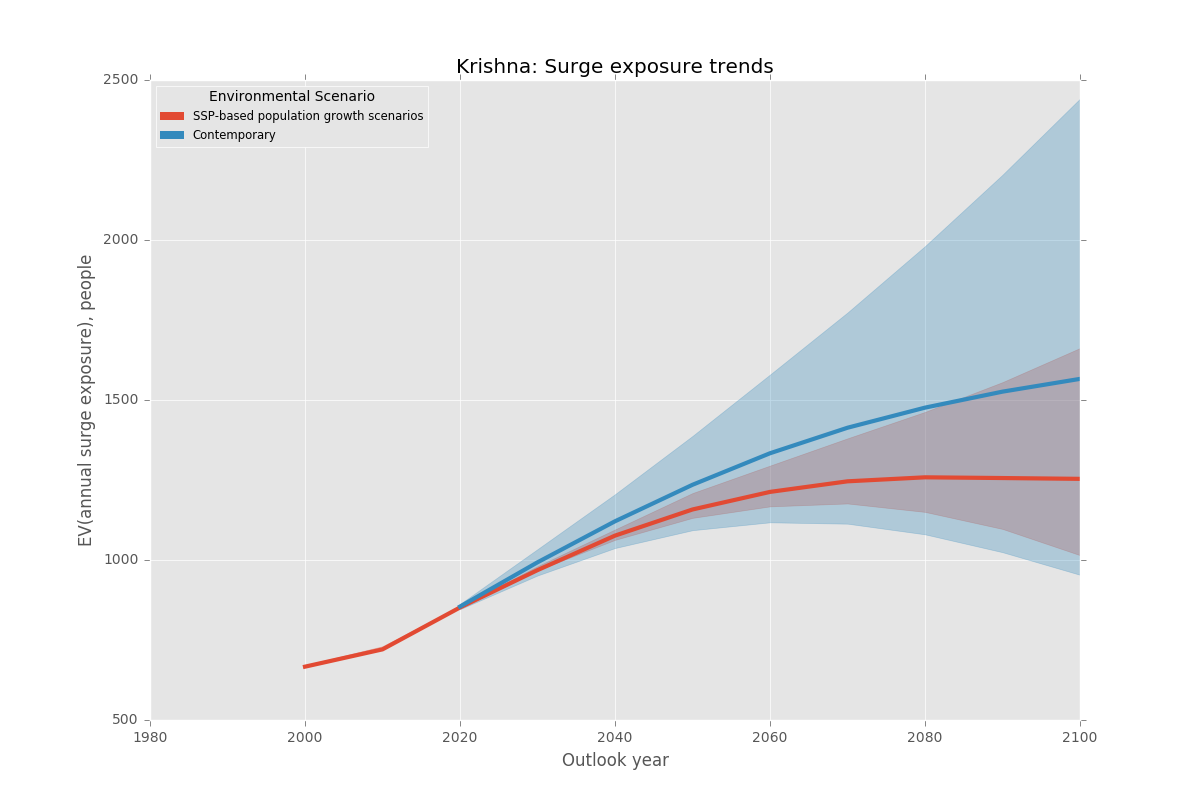 Krishna: Surge exposure trends
Environmental Scenario
SSP-based population growth scenarios
Contemporary
2500
2000
1500
1000
500
EV(annual surge exposure), people
1980 2000 2020 2040 2060 2080 2100
Outlook year